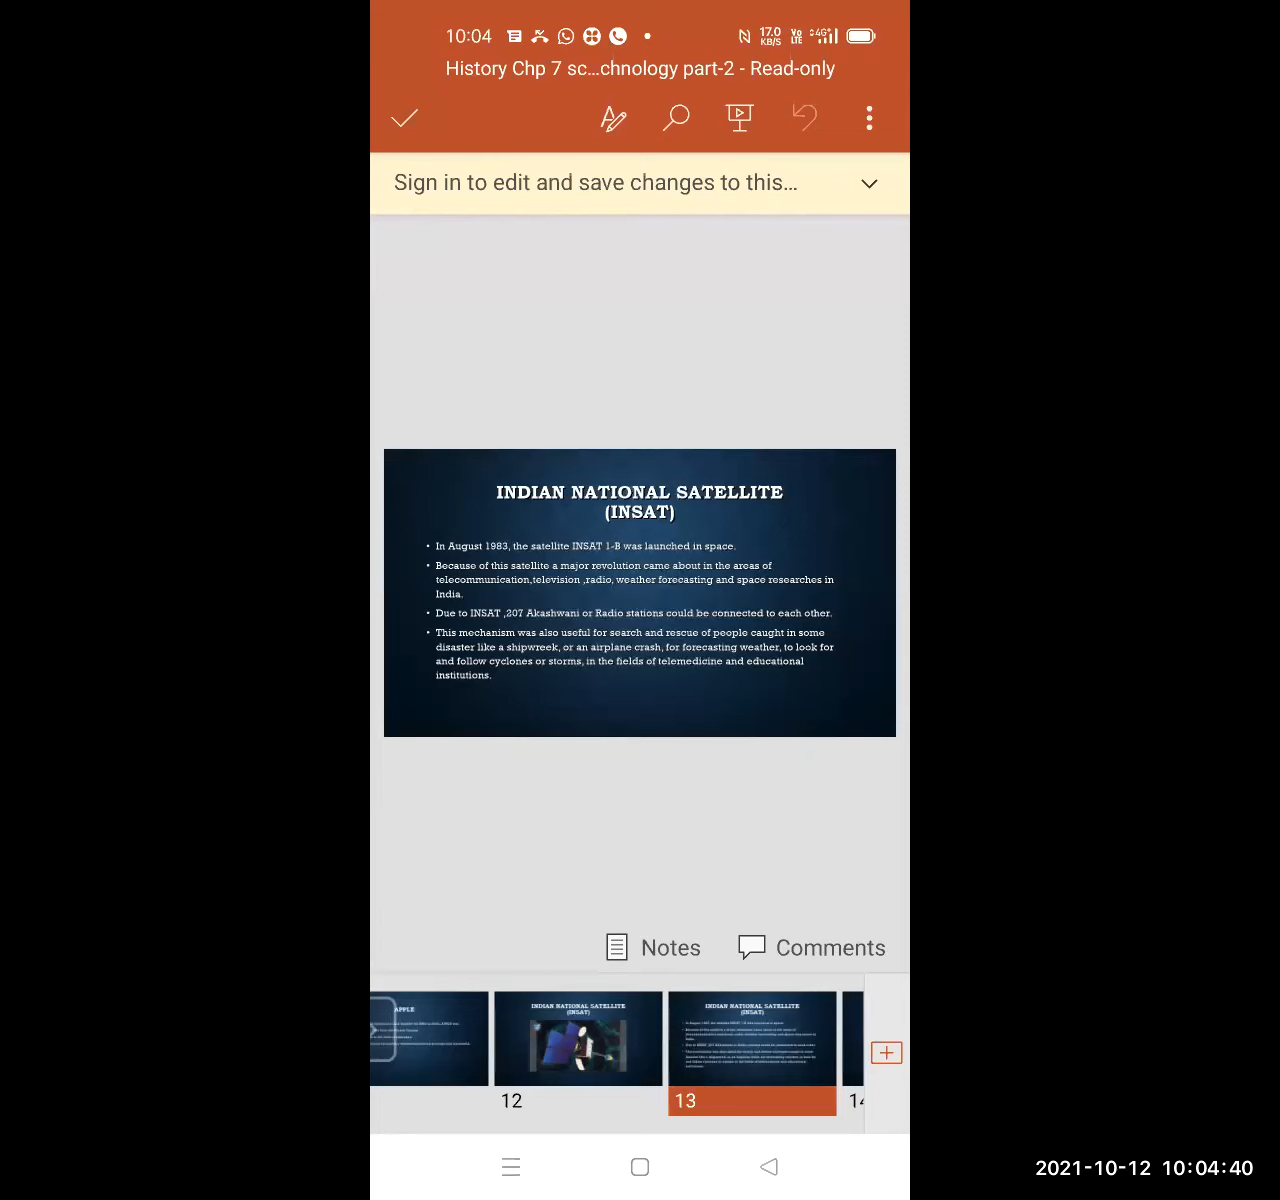 10:04 17.0 KB/S Vo LTE 4G+
History Chp 7 sc...chnology part-2 - Read-only
Sign in to edit and save changes to this...
INDIAN NATIONAL SATELLITE
(INSAT)
• In August 1983, the satellite INSAT 1-B was launched in space.
• Because of this satellite a major revolution came about in the areas of
telecommunication,television ,radio, weather forecasting and space researches in
India.
• Due to INSAT ,207 Akashwani or Radio stations could be connected to each other.
• This mechanism was also useful for search and rescue of people caught in some
disaster like a shipwreek, or an airplane crash, for forecasting weather, to look for
and follow cyclones or storms, in the fields of telemedicine and educational
institutions.
Notes Comments
APPLE
INDIAN NATIONAL SATELLITE
(INSAT)
INDIAN NATIONAL SATELLITE
(INSAT)
12 13 14
2021-10-12 10:04:40